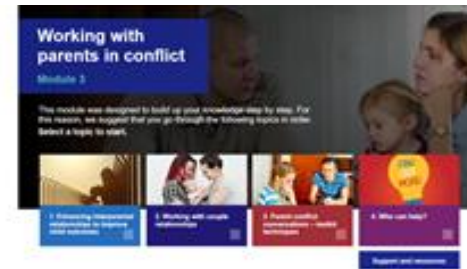 Working with
parents in conflict
Module 3
This module was designed to build up your knowledge step by step. For
this reason, we suggest that you go through the following topics in order.
Select a topic to start.
1. Enhancing interparental
relationships to improve
child outcomes
2. Working with couple
relationships
3. Parent conflict
conversations – toolkit
techniques
4. Who can help?
Support and resources